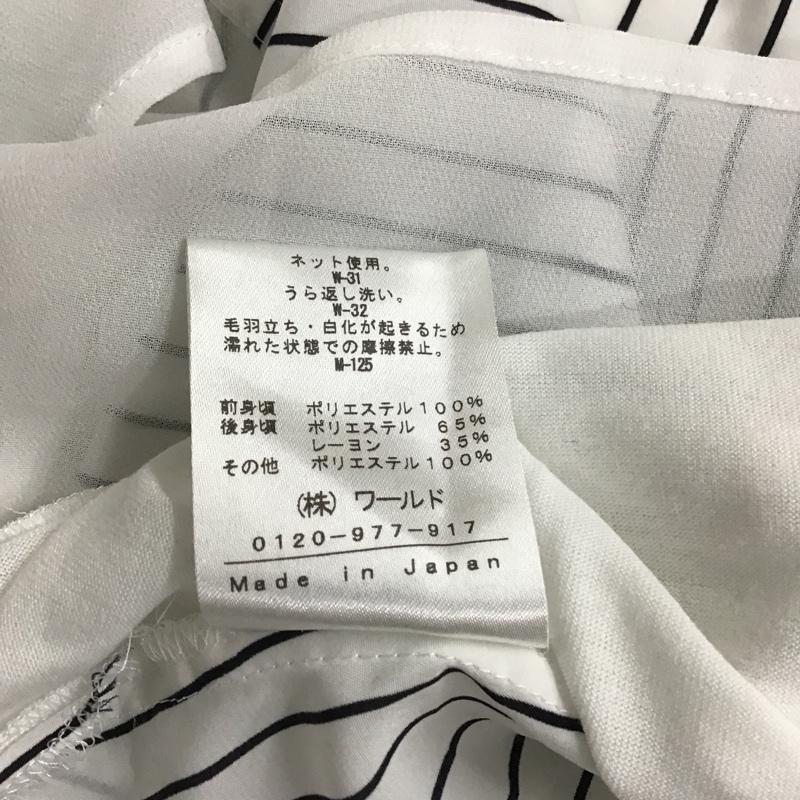 ネット使用。
W-31
うら返し洗い。
W-32
毛羽立ち・白化が起きるため
濡れた状態での摩擦禁止。
M-125
前身頃 ポリエステル100%
後身頃 ポリエステル 65%
レーヨン 35%
その他 ポリエステル100%
(株) ワールド
0120-977-917
Made in Japan